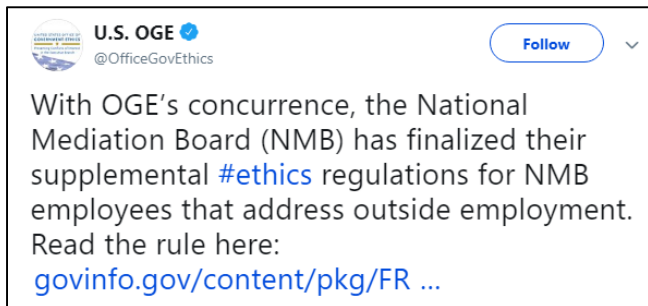 U.S. OGE
@OfficeGovEthics
Follow
With OGE's concurrence, the National
Mediation Board (NMB) has finalized their
supplemental #ethics regulations for NMB
employees that address outside employment.
Read the rule here:
govinfo.gov/content/pkg/FR ...